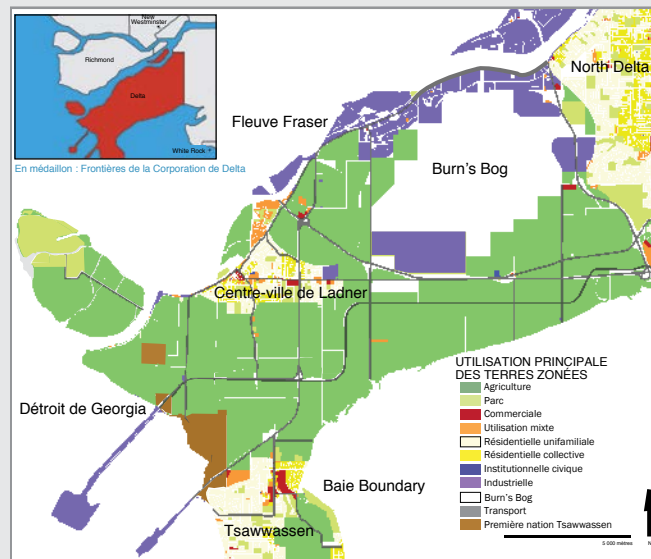 New
Westminster
Richmond
Delta
White Rock
En médaillon : Frontières de la Corporation de Delta
North Delta
Fleuve Fraser
Burn's Bog
Centre-ville de Ladner
Détroit de Georgia
Baie Boundary
Tsawwassen
UTILISATION PRINCIPALE
DES TERRES ZONÉES
Agriculture
Parc
Commerciale
Utilisation mixte
Résidentielle unifamiliale
Résidentielle collective
Institutionnelle civique
Industrielle
Burn's Bog
Transport
Première nation Tsawwassen
5 000 mètres
N